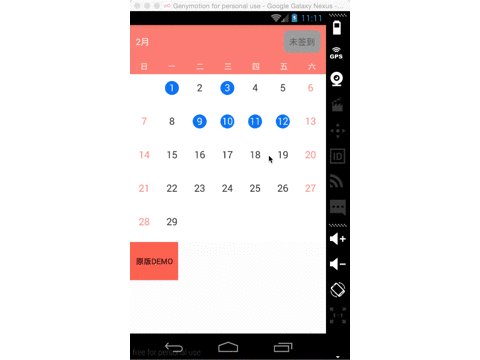 Genymotion for personal use - Google Galaxy Nexus -...
11:11
2月 未签到
日 一 二 三 四 五 六
1 2 3 4 5 6
7 8 9 10 11 12 13
14 15 16 17 18 19 20
21 22 23 24 25 26 27
28 29
原版DEMO
free for personal use
GPS
ID
1:1